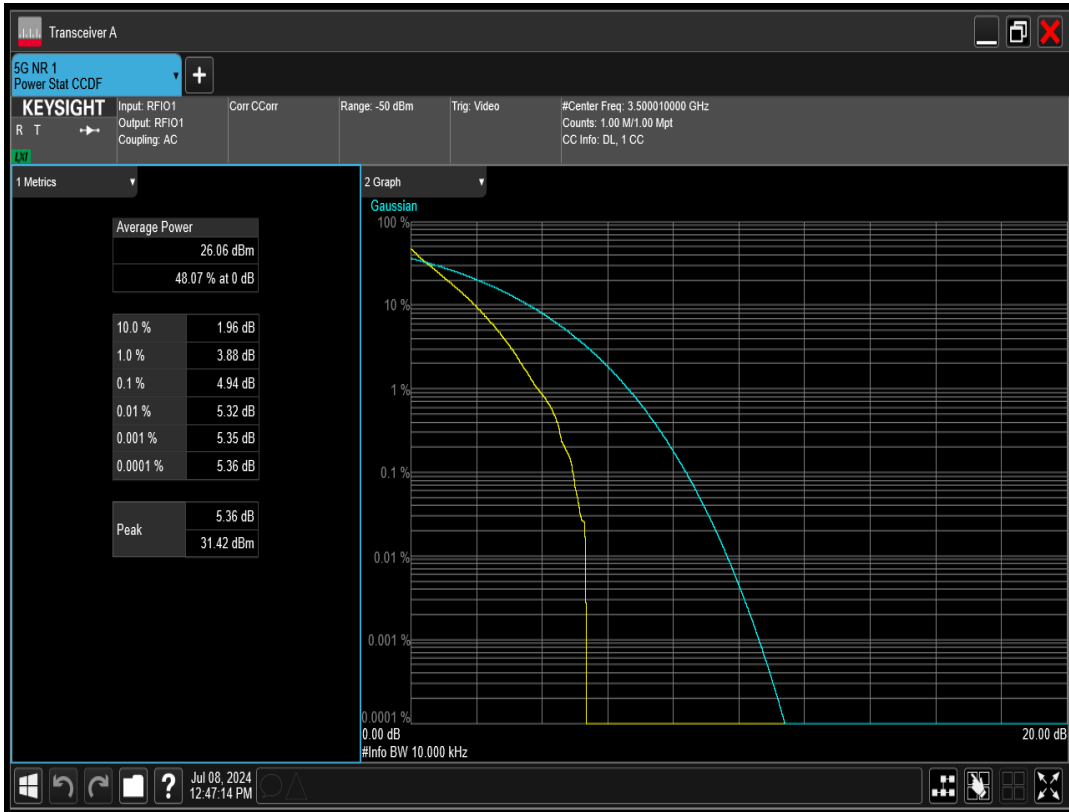 Transceiver A
5G NR 1
Power Stat CCDF
+
KEYSIGHT
R T
LXI
Input: RFIO1
Output: RFIO1
Coupling: AC
Corr CCorr
Range: -50 dBm
Trig: Video
#Center Freq: 3.500010000 GHz
Counts: 1.00 M/1.00 Mpt
CC Info: DL, 1 CC
1 Metrics
Average Power
26.06 dBm
48.07 % at 0 dB
10.0 % 1.96 dB
1.0 % 3.88 dB
0.1 % 4.94 dB
0.01 % 5.32 dB
0.001 % 5.35 dB
0.0001 % 5.36 dB
Peak 5.36 dB
31.42 dBm
2 Graph
Gaussian
100 %
10 %
1 %
0.1 %
0.01 %
0.001 %
0.0001 %
0.00 dB 20.00 dB
#Info BW 10.000 kHz
?
Jul 08, 2024
12:47:14 PM